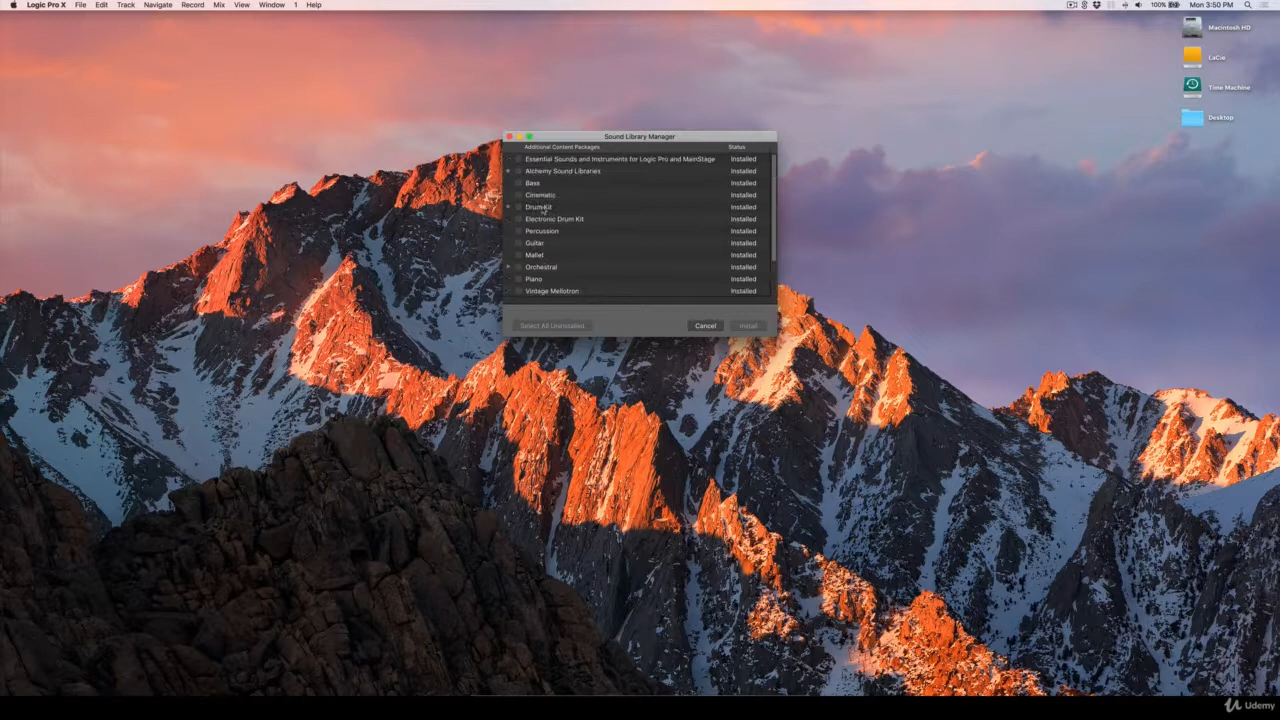 Logic Pro X File Edit Track Navigate Record Mix View Window 1 Help 100% Mon 3:50 PM
Macintosh HD
LaCie
Time Machine
Desktop
Sound Library Manager
Additional Content Packages Status
Essential Sounds and Instruments for Logic Pro and MainStage Installed
Alchemy Sound Libraries Installed
Bass Installed
Cinematic Installed
Drum Kit Installed
Electronic Drum Kit Installed
Percussion Installed
Guitar Installed
Mallet Installed
Orchestral Installed
Piano Installed
Vintage Mellotron Installed
Select All Uninstalled Cancel Install
Udemy